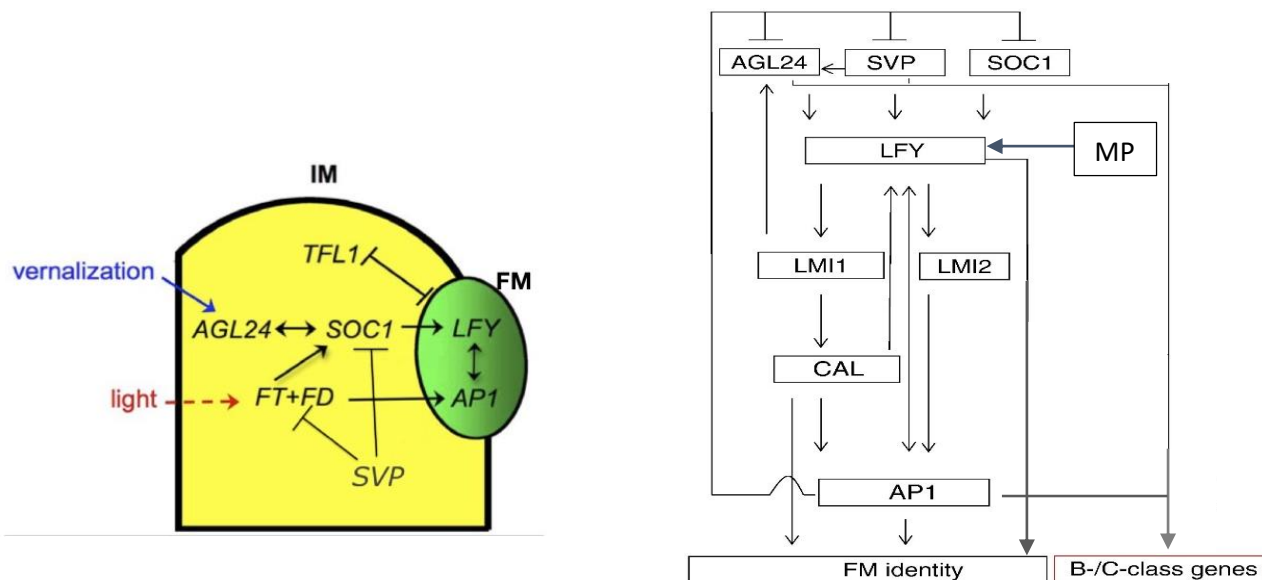 IM
TFL1
FM
vernalization
AGL24
SOC1
LFY
light
FT+FD
AP1
SVP
AGL24
SVP
SOC1
LFY
MP
LMI1
LMI2
CAL
AP1
FM identity
B-/C-class genes